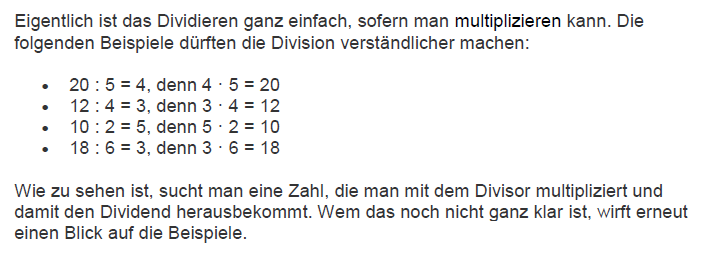 Eigentlich ist das Dividieren ganz einfach, sofern man multiplizieren kann. Die
folgenden Beispiele dürften die Division verständlicher machen:
• 20 : 5 = 4, denn 4 · 5 = 20
• 12 : 4 = 3, denn 3 · 4 = 12
• 10 : 2 = 5, denn 5 · 2 = 10
• 18 : 6 = 3, denn 3 · 6 = 18
Wie zu sehen ist, sucht man eine Zahl, die man mit dem Divisor multipliziert und
damit den Dividend herausbekommt. Wem das noch nicht ganz klar ist, wirft erneut
einen Blick auf die Beispiele.